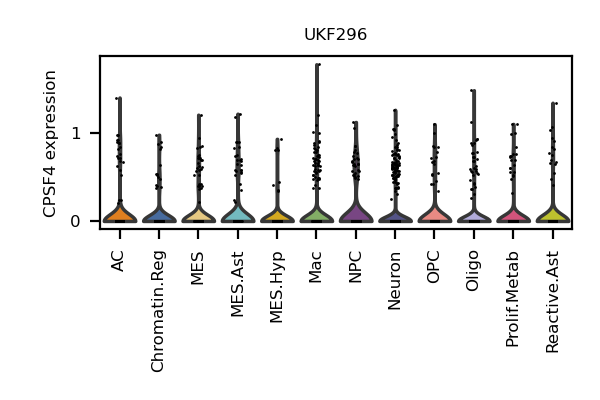 UKF296
CPSF4 expression
1
0
AC
Chromatin.Reg
MES
MES.Ast
MES.Hyp
Mac
NPC
Neuron
OPC
Oligo
Prolif.Metab
Reactive.Ast